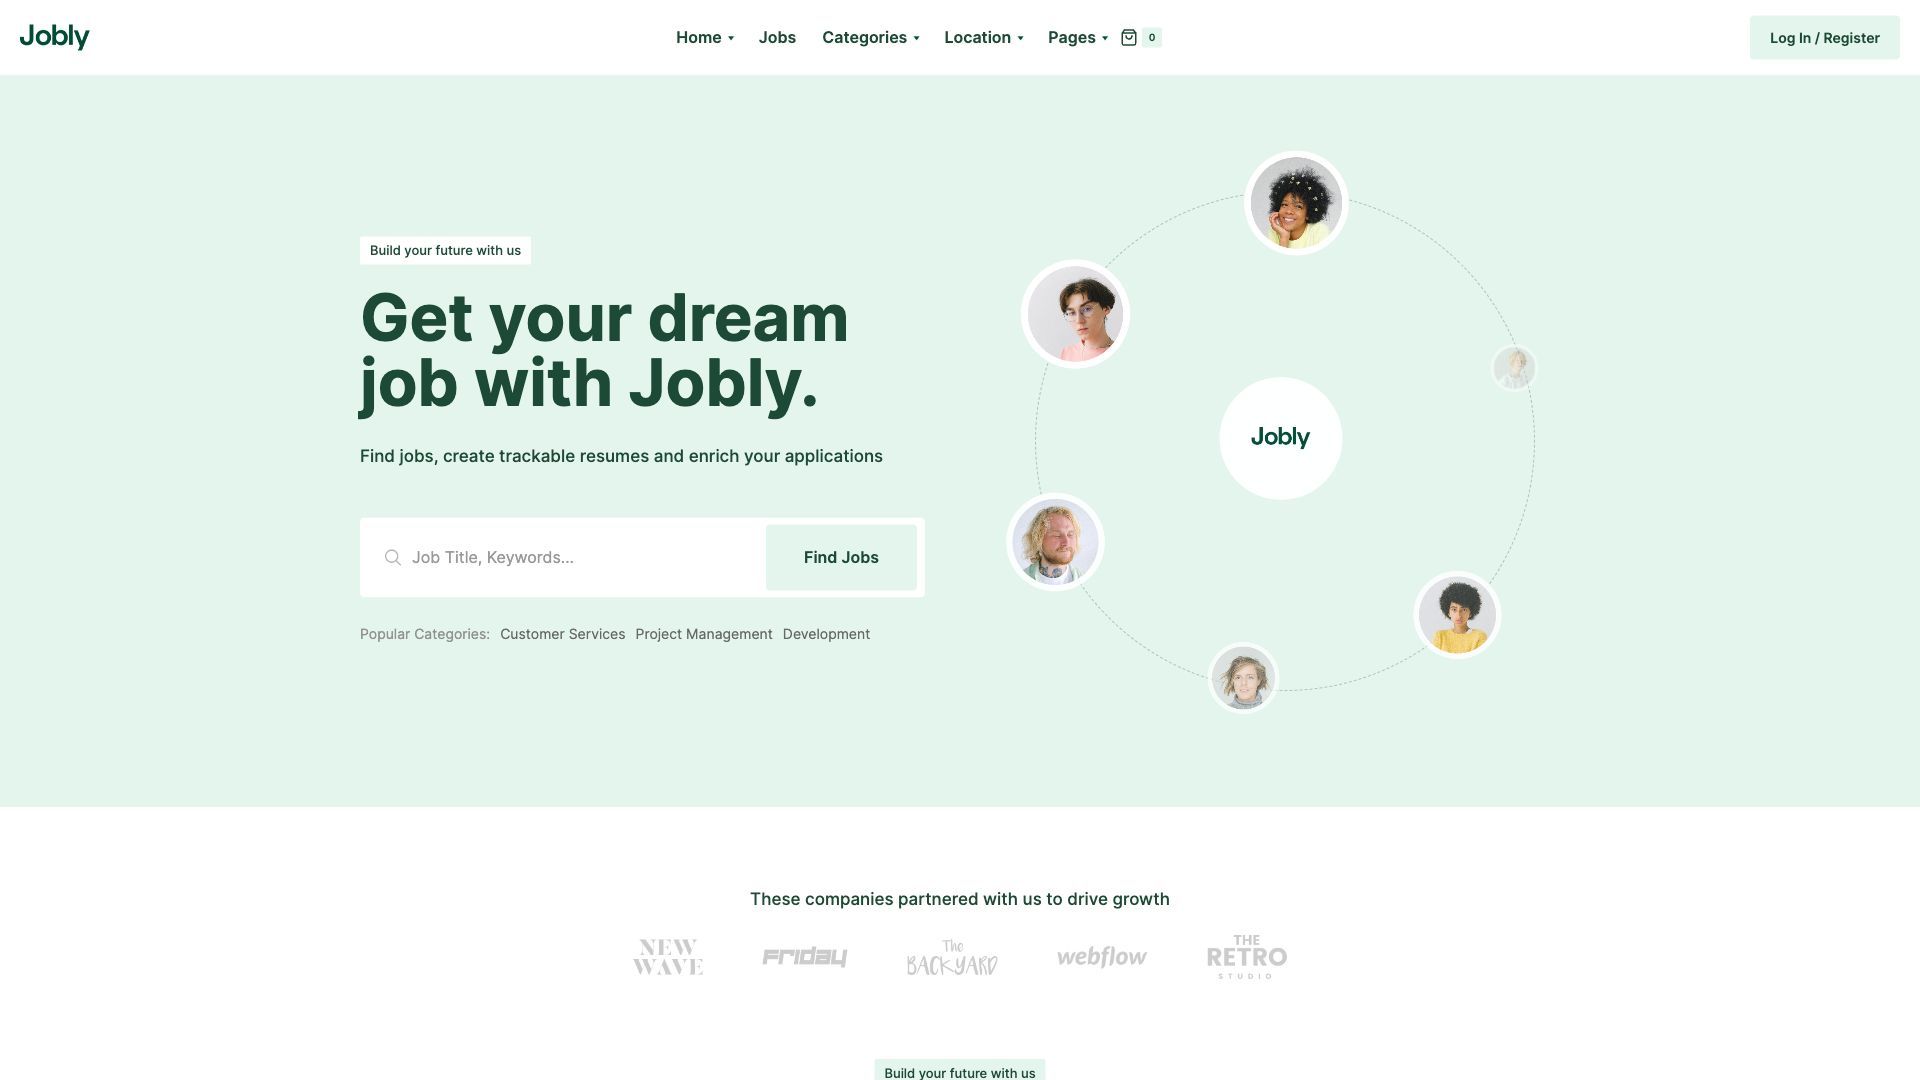 Jobly
Home
Jobs
Categories
Location
Pages
0
Log In / Register
Build your future with us
Get your dream
job with Jobly.
Find jobs, create trackable resumes and enrich your applications
Job Title, Keywords...
Find Jobs
Popular Categories: Customer Services Project Management Development
Jobly
These companies partnered with us to drive growth
NEW
WAVE
FRIDAY
The
BACKYARD
webflow
THE
RETRO
STUDIO
Build your future with us